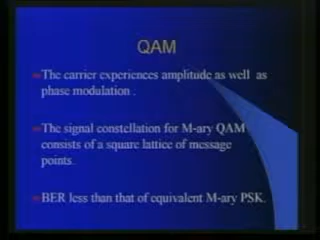 QAM
The carrier experiences amplitude as well as
phase modulation .
The signal constellation for M-ary QAM
consists of a square lattice of message
points.
BER less than that of equivalent M-ary PSK.